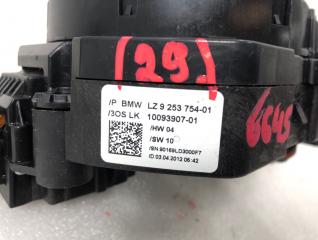 (29)
/P BMW LZ 9 253 754-01
/3OS LK 10093907-01
/HW 04
/SW 10
/SN 90169LD3000F7
ID 03.04.2012 06:42
6645